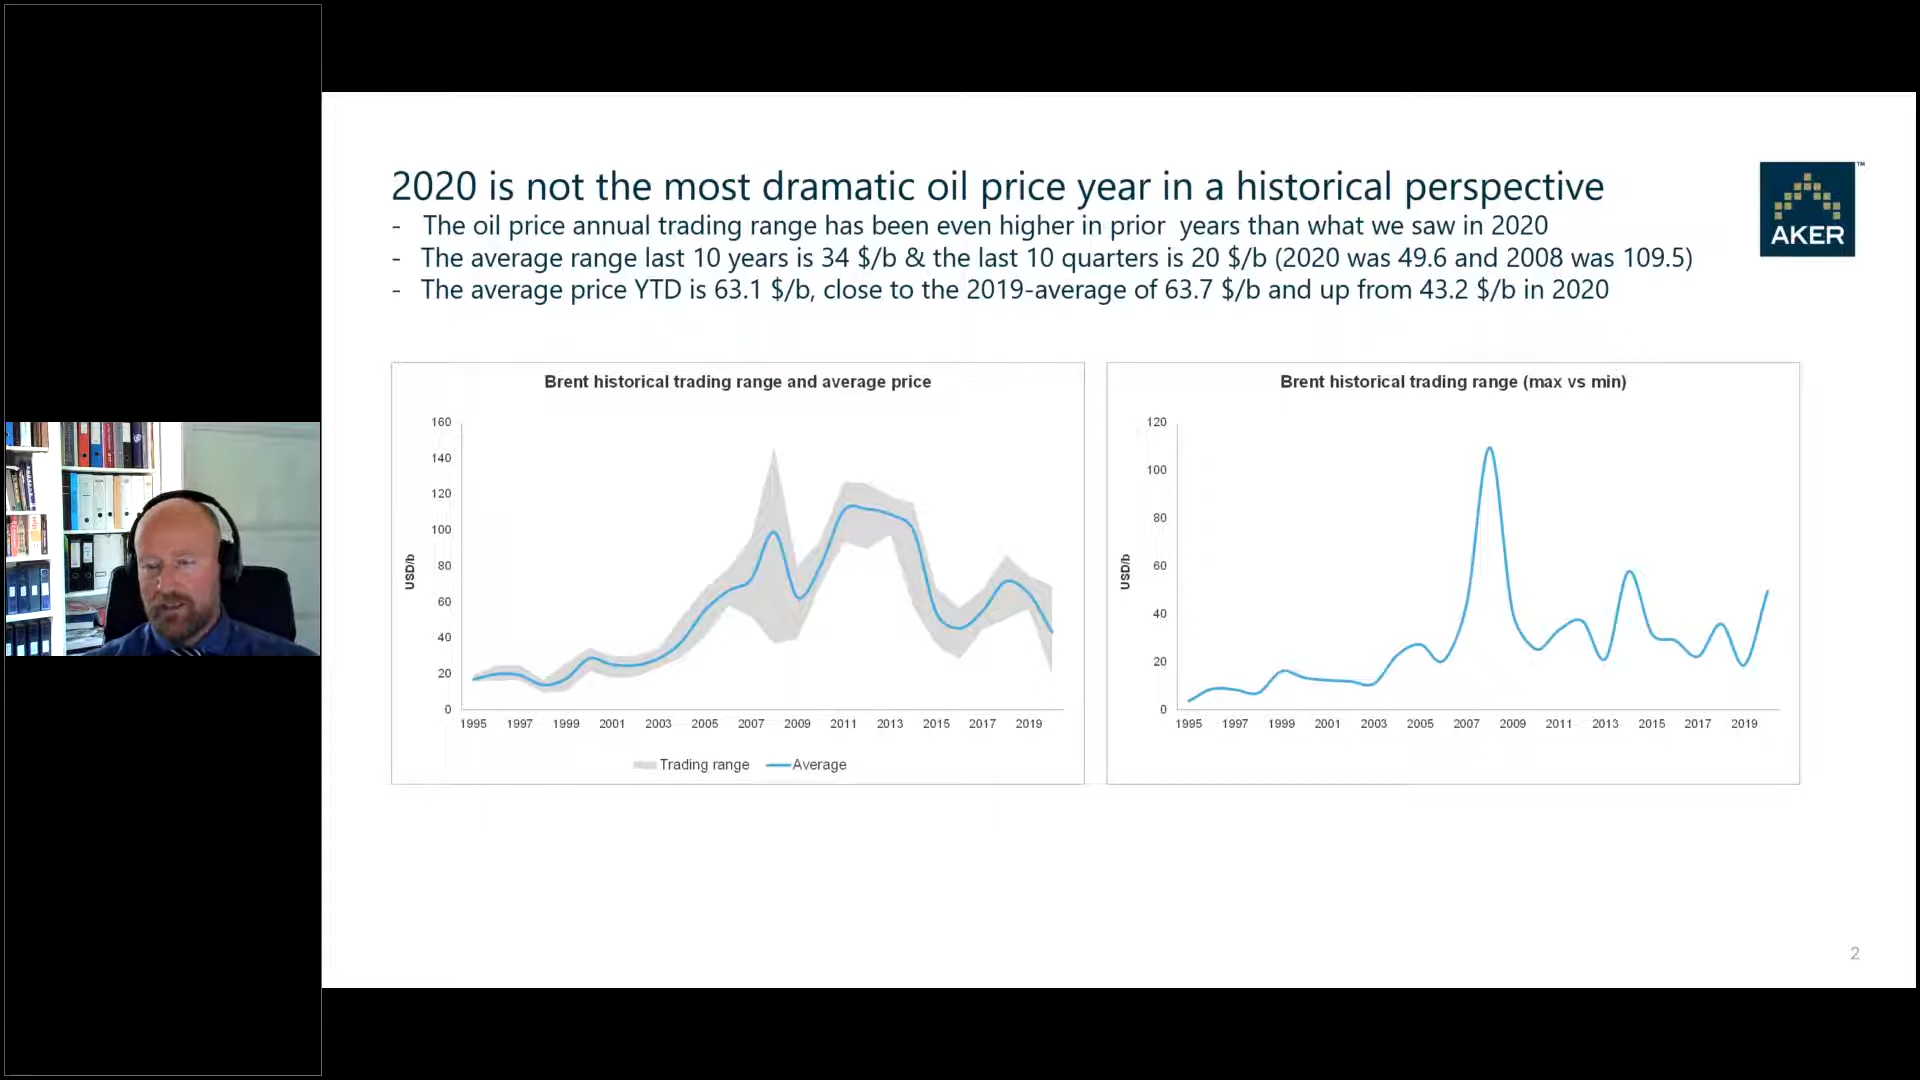 2020 is not the most dramatic oil price year in a historical perspective
- The oil price annual trading range has been even higher in prior years than what we saw in 2020
- The average range last 10 years is 34 $/b & the last 10 quarters is 20 $/b (2020 was 49.6 and 2008 was 109.5)
- The average price YTD is 63.1 $/b, close to the 2019-average of 63.7 $/b and up from 43.2 $/b in 2020
AKER
TM
Brent historical trading range and average price
160
140
120
100
80
60
40
20
0
USD/b
1995 1997 1999 2001 2003 2005 2007 2009 2011 2013 2015 2017 2019
Trading range Average
Brent historical trading range (max vs min)
120
100
80
60
40
20
0
USD/b
1995 1997 1999 2001 2003 2005 2007 2009 2011 2013 2015 2017 2019
2